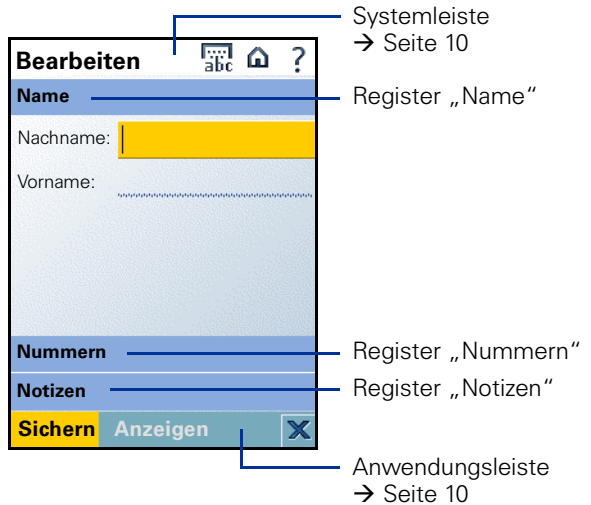 Systemleiste
→ Seite 10
Bearbeiten abc ?
Name
Register „Name“
Nachname:
Vorname:
Nummern
Register „Nummern“
Notizen
Register „Notizen“
Sichern Anzeigen X
Anwendungsleiste
→ Seite 10